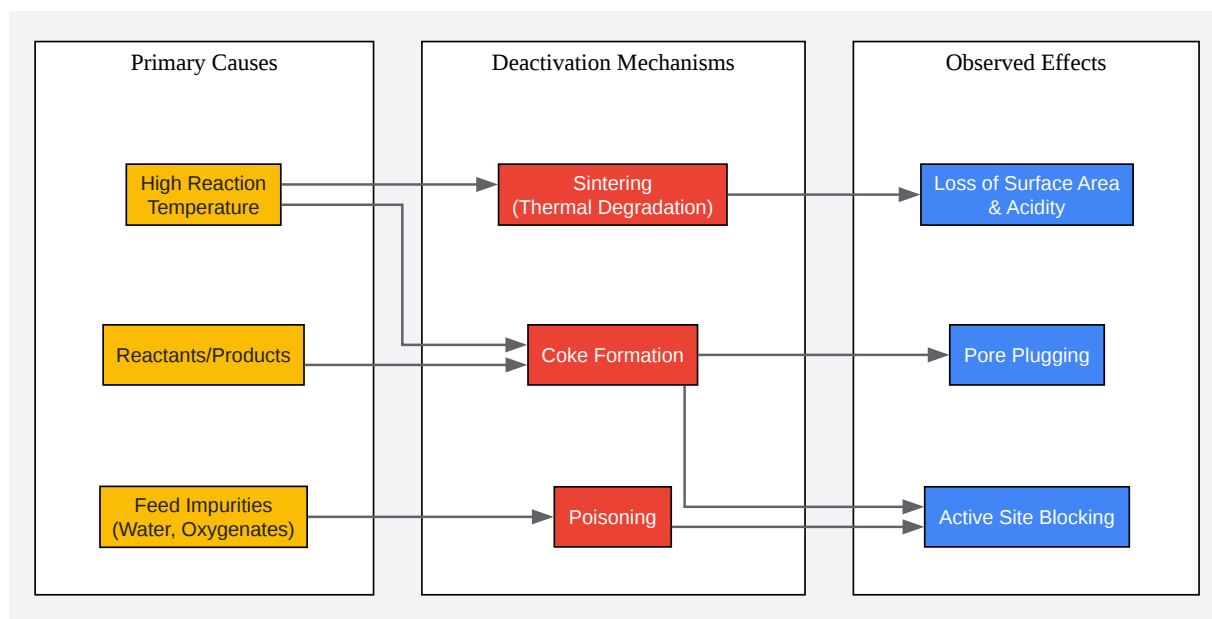 Primary Causes
Deactivation Mechanisms
Observed Effects
High Reaction
Temperature
Sintering
(Thermal Degradation)
Loss of Surface Area
& Acidity
Reactants/Products
Coke Formation
Pore Plugging
Feed Impurities
(Water, Oxygenates)
Poisoning
Active Site Blocking